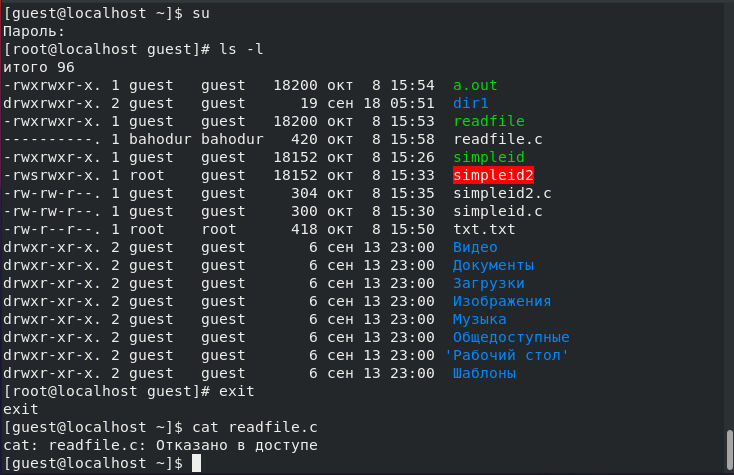 [guest@localhost ~]$ su
Пароль:
[root@localhost guest]# ls -l
итого 96
-rwxrwxr-x. 1 guest   guest   18200 окт  8 15:54  a.out
drwxrwxr-x. 2 guest   guest      19 сен 18 05:51  dir1
-rwxrwxr-x. 1 guest   guest   18200 окт  8 15:53  readfile
----------. 1 bahodur bahodur   420 окт  8 15:58  readfile.c
-rwxrwxr-x. 1 guest   guest   18152 окт  8 15:26  simpleid
-rwsrwxr-x. 1 root    guest   18152 окт  8 15:33  simpleid2
-rw-rw-r--. 1 guest   guest     304 окт  8 15:35  simpleid2.c
-rw-rw-r--. 1 guest   guest     300 окт  8 15:30  simpleid.c
-rw-r--r--. 1 root    root      418 окт  8 15:50  txt.txt
drwxr-xr-x. 2 guest   guest       6 сен 13 23:00  Видео
drwxr-xr-x. 2 guest   guest       6 сен 13 23:00  Документы
drwxr-xr-x. 2 guest   guest       6 сен 13 23:00  Загрузки
drwxr-xr-x. 2 guest   guest       6 сен 13 23:00  Изображения
drwxr-xr-x. 2 guest   guest       6 сен 13 23:00  Музыка
drwxr-xr-x. 2 guest   guest       6 сен 13 23:00  Общедоступные
drwxr-xr-x. 2 guest   guest       6 сен 13 23:00 'Рабочий стол'
drwxr-xr-x. 2 guest   guest       6 сен 13 23:00  Шаблоны
[root@localhost guest]# exit
exit
[guest@localhost ~]$ cat readfile.c
cat: readfile.c: Отказано в доступе
[guest@localhost ~]$